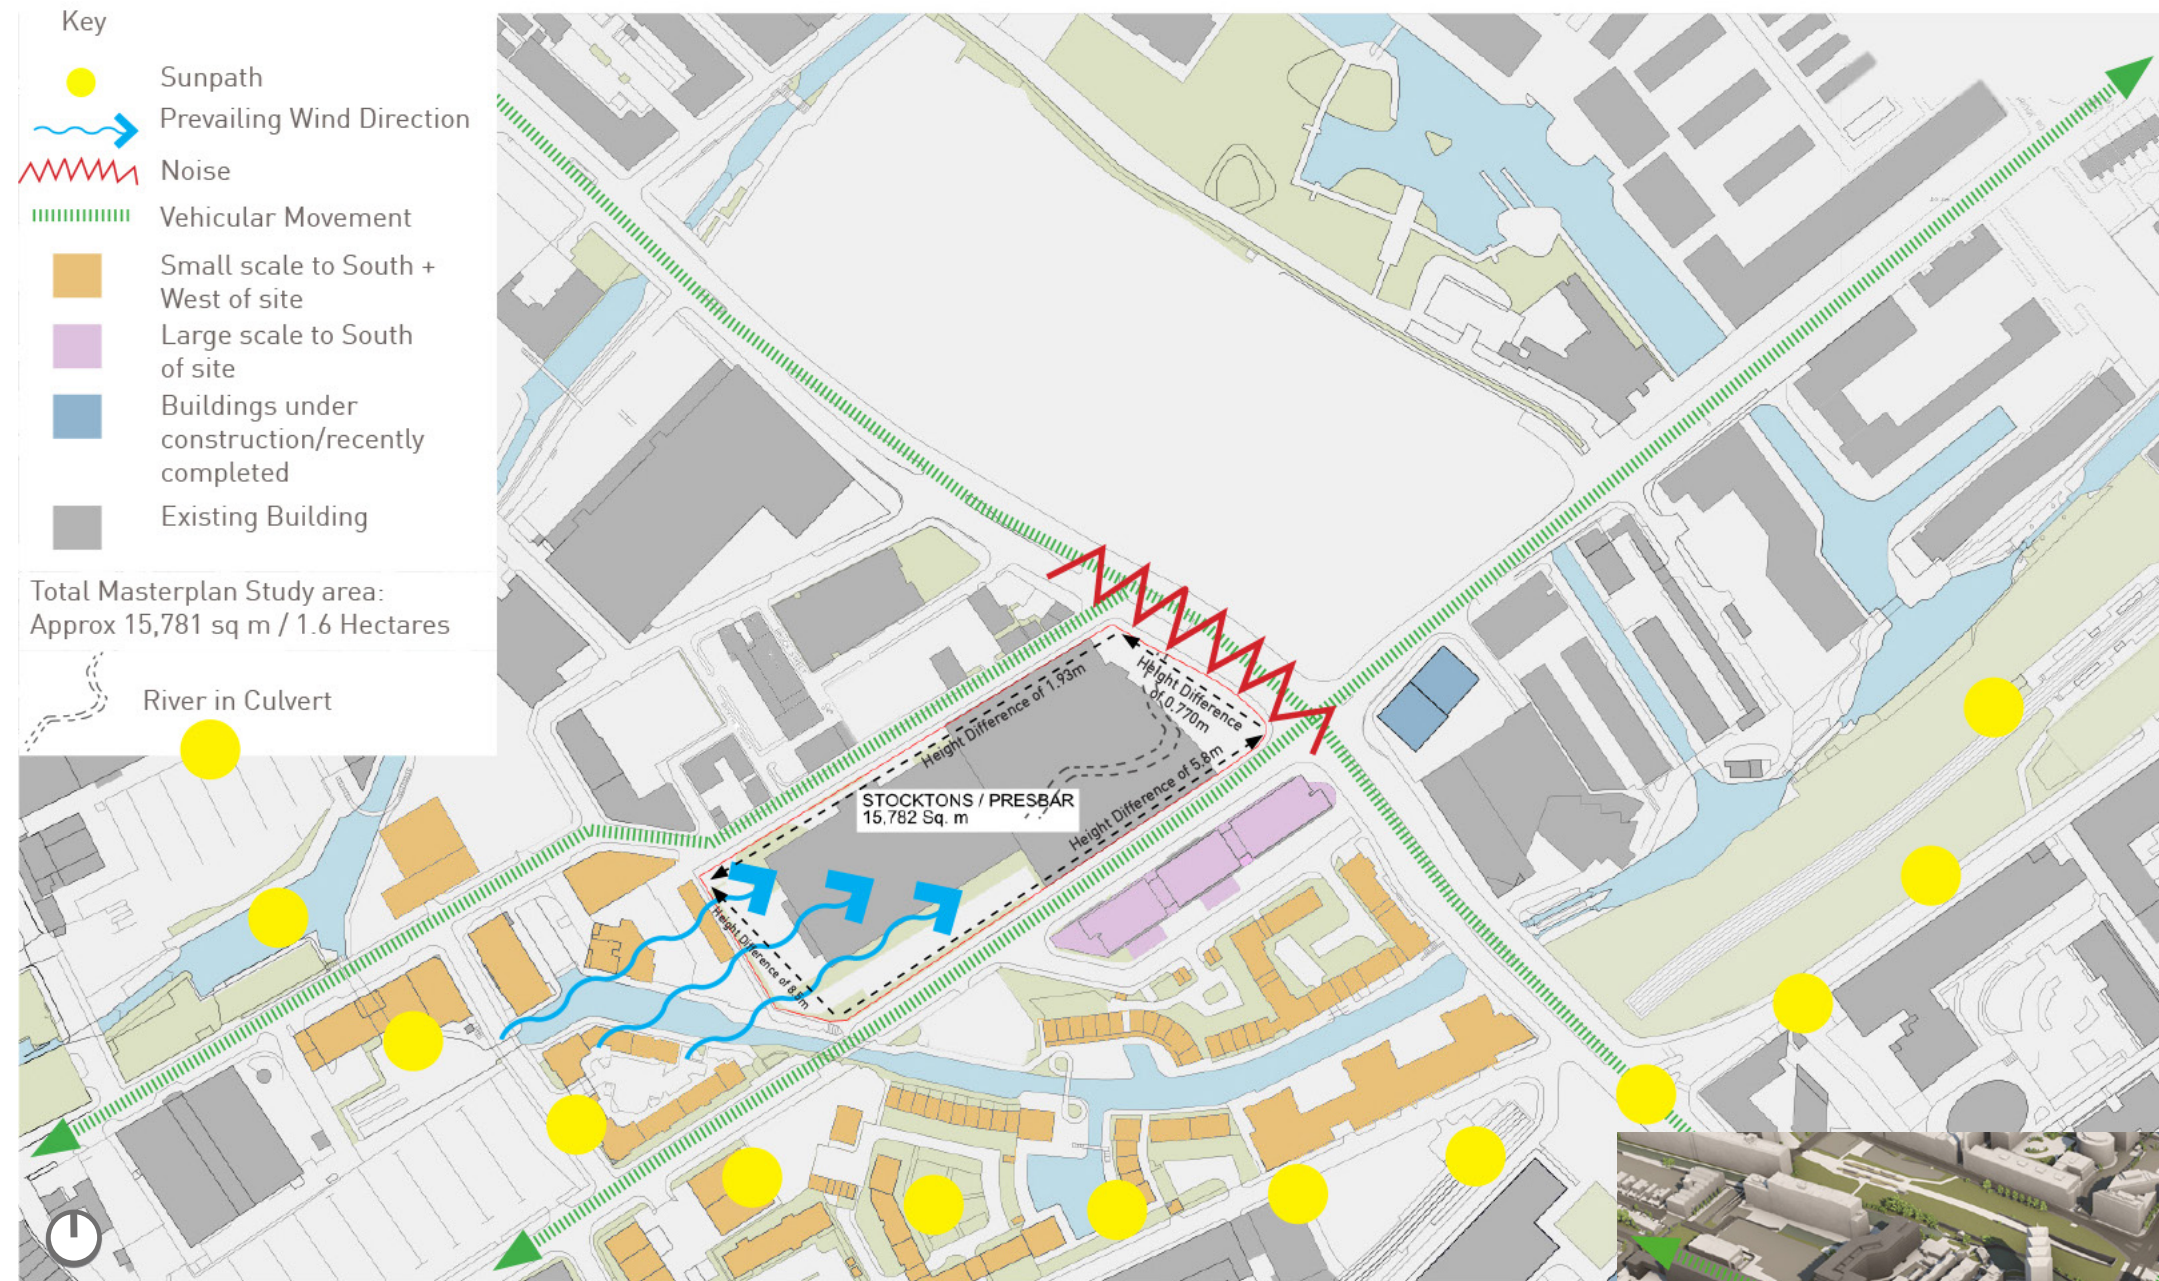 Key
Sunpath
Prevailing Wind Direction
Noise
Vehicular Movement
Small scale to South +
West of site
Large scale to South
of site
Buildings under
construction/recently
completed
Existing Building
Total Masterplan Study area:
Approx 15,781 sq m / 1.6 Hectares
River in Culvert
Height Difference of 1.93m
Height Difference
of 0.770m
Height Difference of 5.8m
STOCKTONS / PRESBAR
15,782 Sq. m
Height Difference of